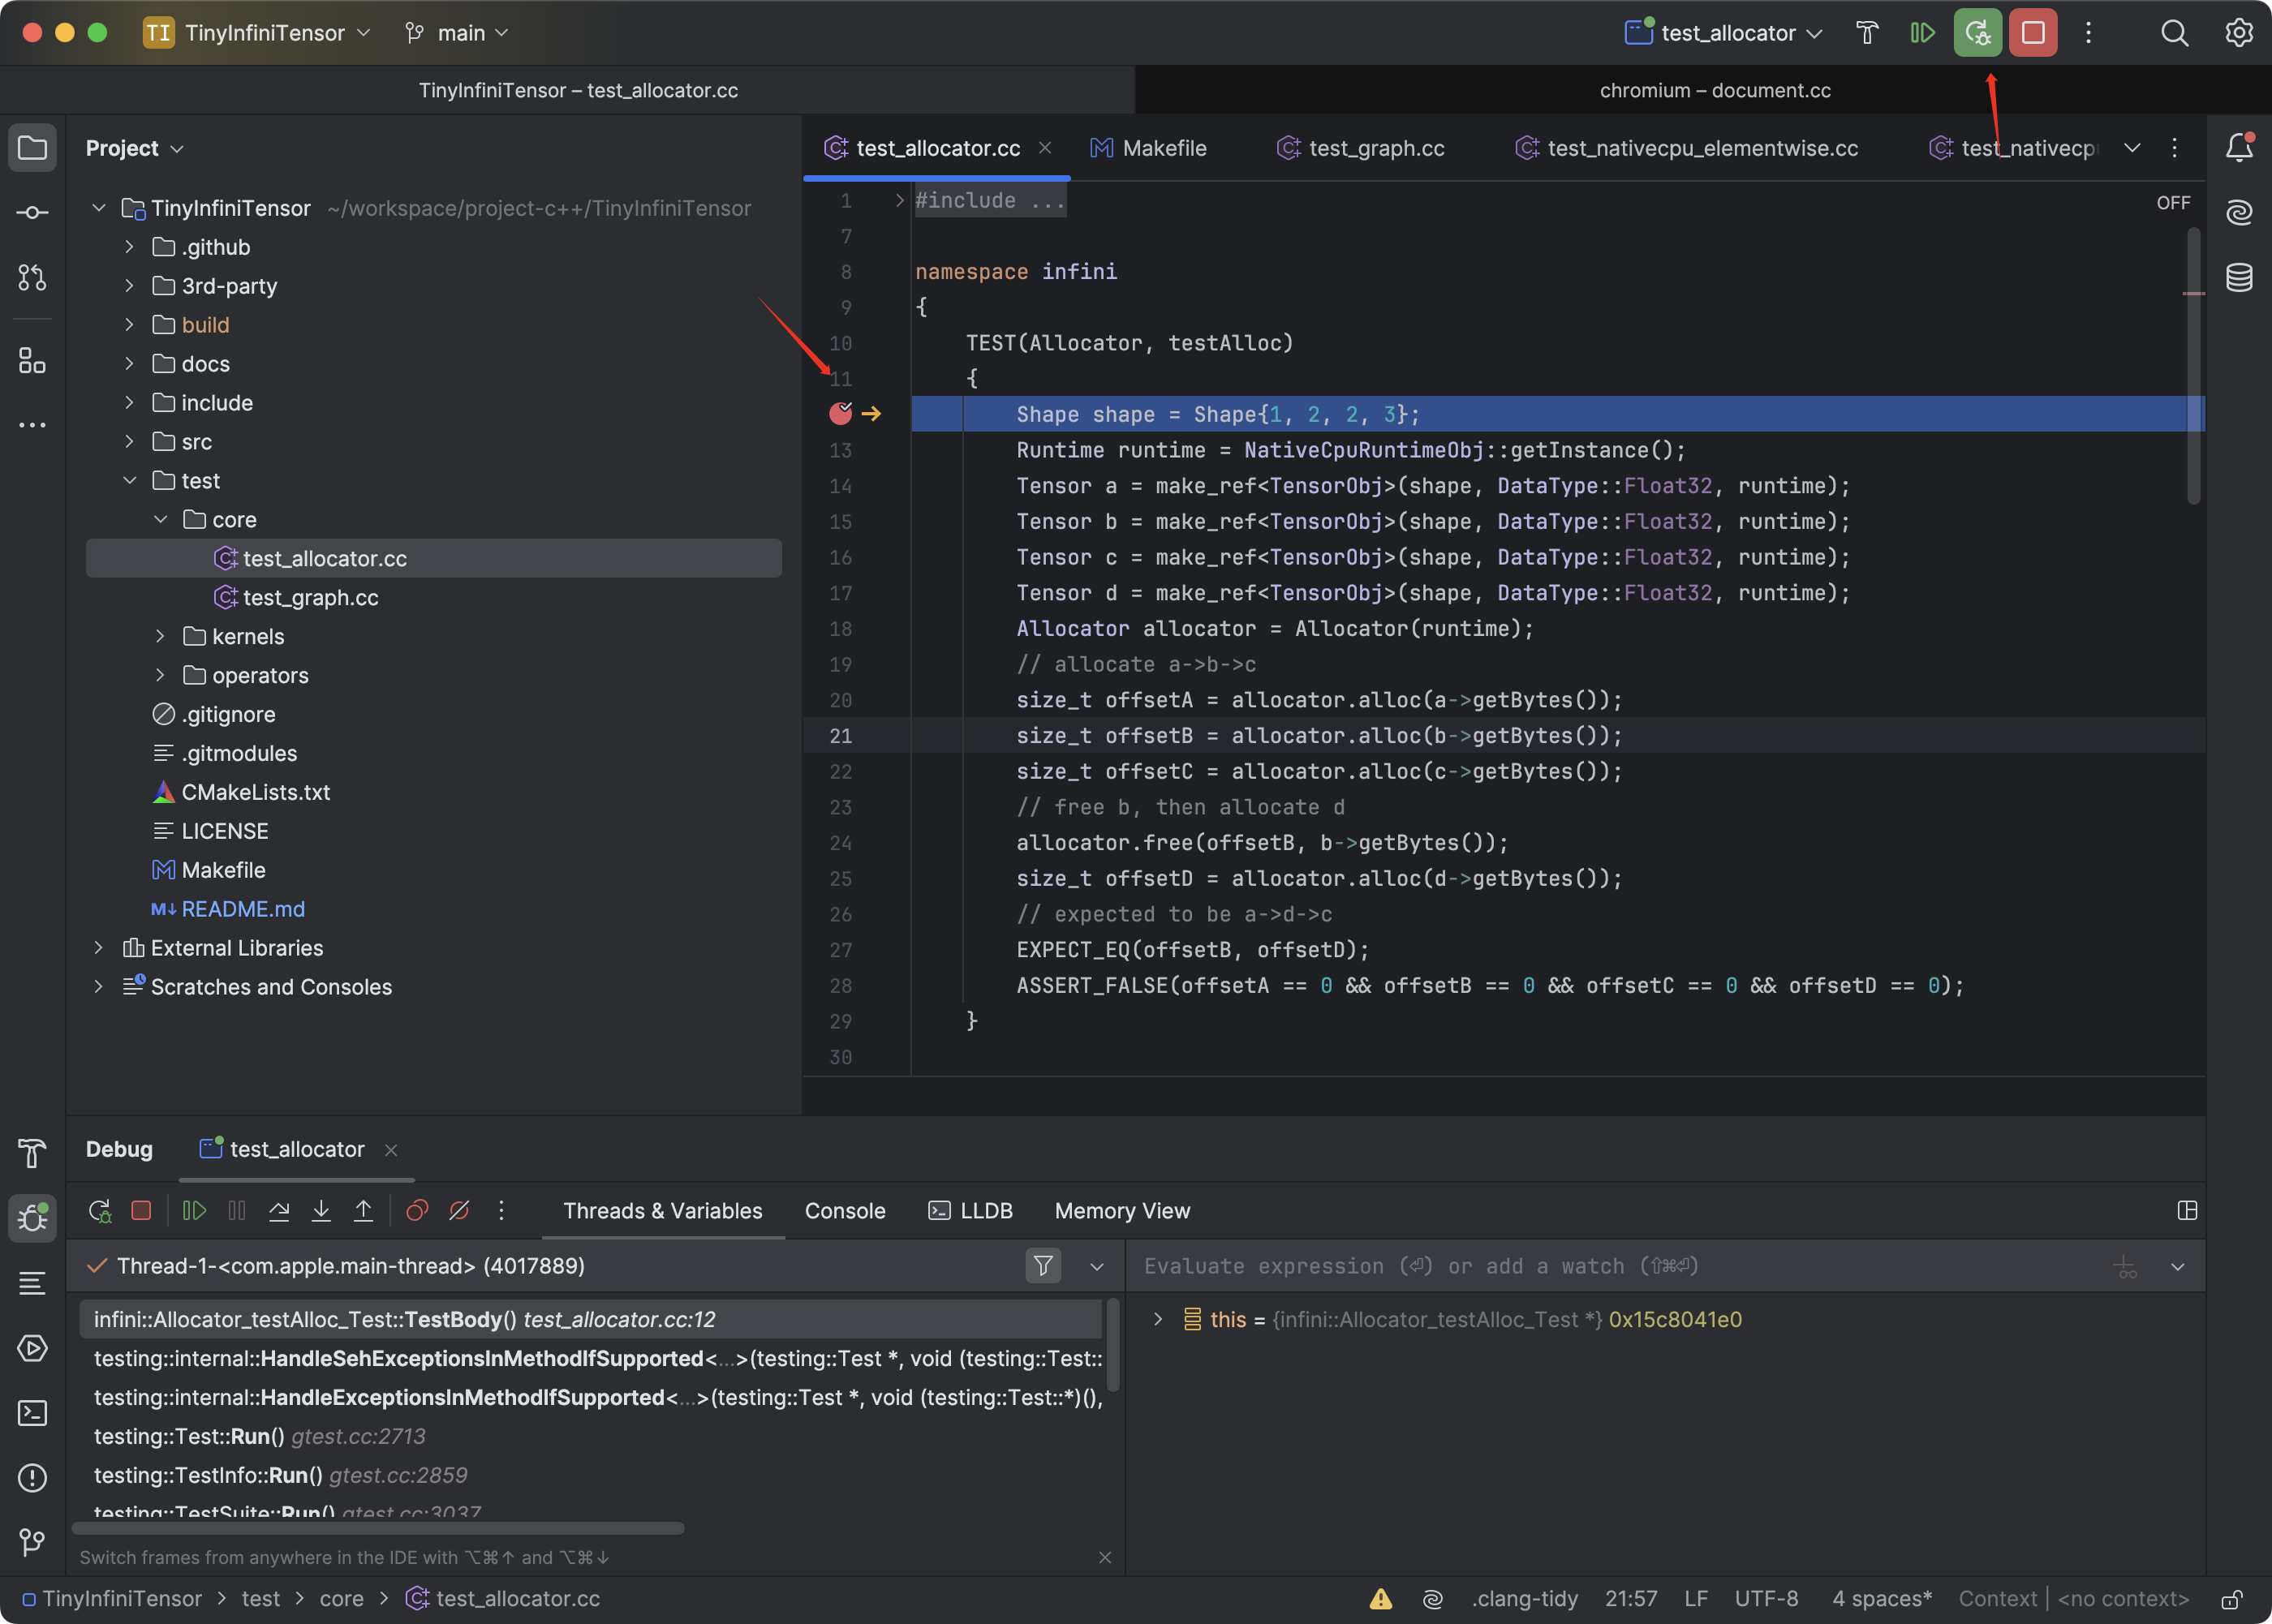 TI TinyInfiniTensor main test_allocator
TinyInfiniTensor – test_allocator.cc
chromium – document.cc
Project
TinyInfiniTensor ~/workspace/project-c++/TinyInfiniTensor
.github
3rd-party
build
docs
include
src
test
core
test_allocator.cc
test_graph.cc
kernels
operators
.gitignore
.gitmodules
CMakeLists.txt
LICENSE
Makefile
README.md
External Libraries
Scratches and Consoles
test_allocator.cc Makefile test_graph.cc test_nativecpu_elementwise.cc test_nativecp
OFF
1 #include ...
7
8 namespace infini
9 {
10 TEST(Allocator, testAlloc)
11 {
Shape shape = Shape{1, 2, 2, 3};
13 Runtime runtime = NativeCpuRuntimeObj::getInstance();
14 Tensor a = make_ref<TensorObj>(shape, DataType::Float32, runtime);
15 Tensor b = make_ref<TensorObj>(shape, DataType::Float32, runtime);
16 Tensor c = make_ref<TensorObj>(shape, DataType::Float32, runtime);
17 Tensor d = make_ref<TensorObj>(shape, DataType::Float32, runtime);
18 Allocator allocator = Allocator(runtime);
19 // allocate a->b->c
20 size_t offsetA = allocator.alloc(a->getBytes());
21 size_t offsetB = allocator.alloc(b->getBytes());
22 size_t offsetC = allocator.alloc(c->getBytes());
23 // free b, then allocate d
24 allocator.free(offsetB, b->getBytes());
25 size_t offsetD = allocator.alloc(d->getBytes());
26 // expected to be a->d->c
27 EXPECT_EQ(offsetB, offsetD);
28 ASSERT_FALSE(offsetA == 0 && offsetB == 0 && offsetC == 0 && offsetD == 0);
29 }
30
Debug test_allocator
Threads & Variables Console LLDB Memory View
Thread-1-<com.apple.main-thread> (4017889)
Evaluate expression (⏎) or add a watch (⇧⌘⏎)
infini::Allocator_testAlloc_Test::TestBody() test_allocator.cc:12
testing::internal::HandleSehExceptionsInMethodIfSupported<...>(testing::Test *, void (testing::Test::
testing::internal::HandleExceptionsInMethodIfSupported<...>(testing::Test *, void (testing::Test::*)(),
testing::Test::Run() gtest.cc:2713
testing::TestInfo::Run() gtest.cc:2859
testing::TestSuite::Run() gtest.cc:3037
this = {infini::Allocator_testAlloc_Test *} 0x15c8041e0
Switch frames from anywhere in the IDE with ⌥⌘↑ and ⌥⌘↓
TinyInfiniTensor > test > core > test_allocator.cc
.clang-tidy 21:57 LF UTF-8 4 spaces* Context | <no context>